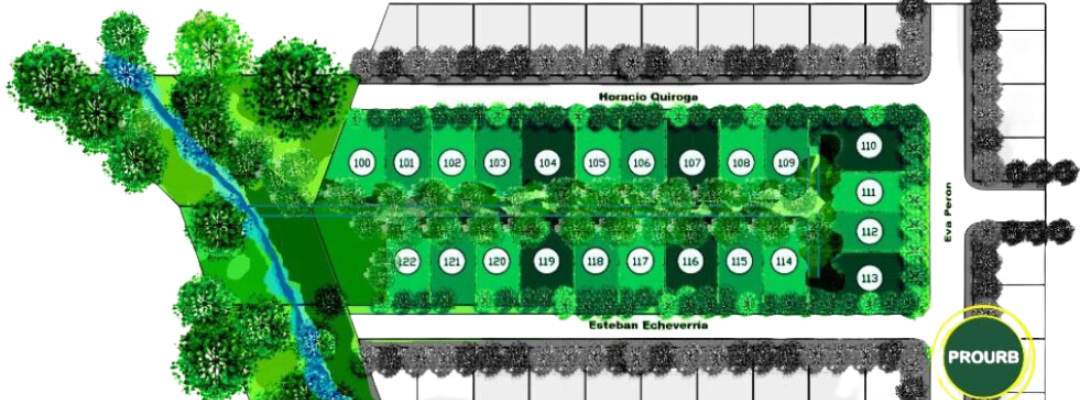 Horacio Quiroga
100 101 102 103 104 105 106 107 108 109
110
111
112
113
122 121 120 119 118 117 116 115 114
Esteban Echeverría
Eva Perón
PROURB